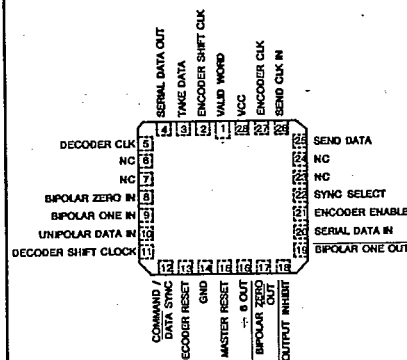 SERIAL DATA OUT
TAKE DATA
ENCODER SHIFT CLK
VALID WORD
VCC
ENCODER CLK
SEND CLK IN
4 3 2 1 28 27 26
DECODER CLK 5
NC 6
NC 7
BIPOLAR ZERO IN 8
BIPOLAR ONE IN 9
UNIPOLAR DATA IN 10
DECODER SHIFT CLOCK 11
25 SEND DATA
24 NC
23 NC
22 SYNC SELECT
21 ENCODER ENABLE
20 SERIAL DATA IN
19 BIPOLAR ONE OUT
12 13 14 15 16 17 18
COMMAND /
DATA SYNC
ECODER RESET
GND
MASTER RESET
÷ 6 OUT
BIPOLAR ZERO
OUT
OUTPUT INHIBIT